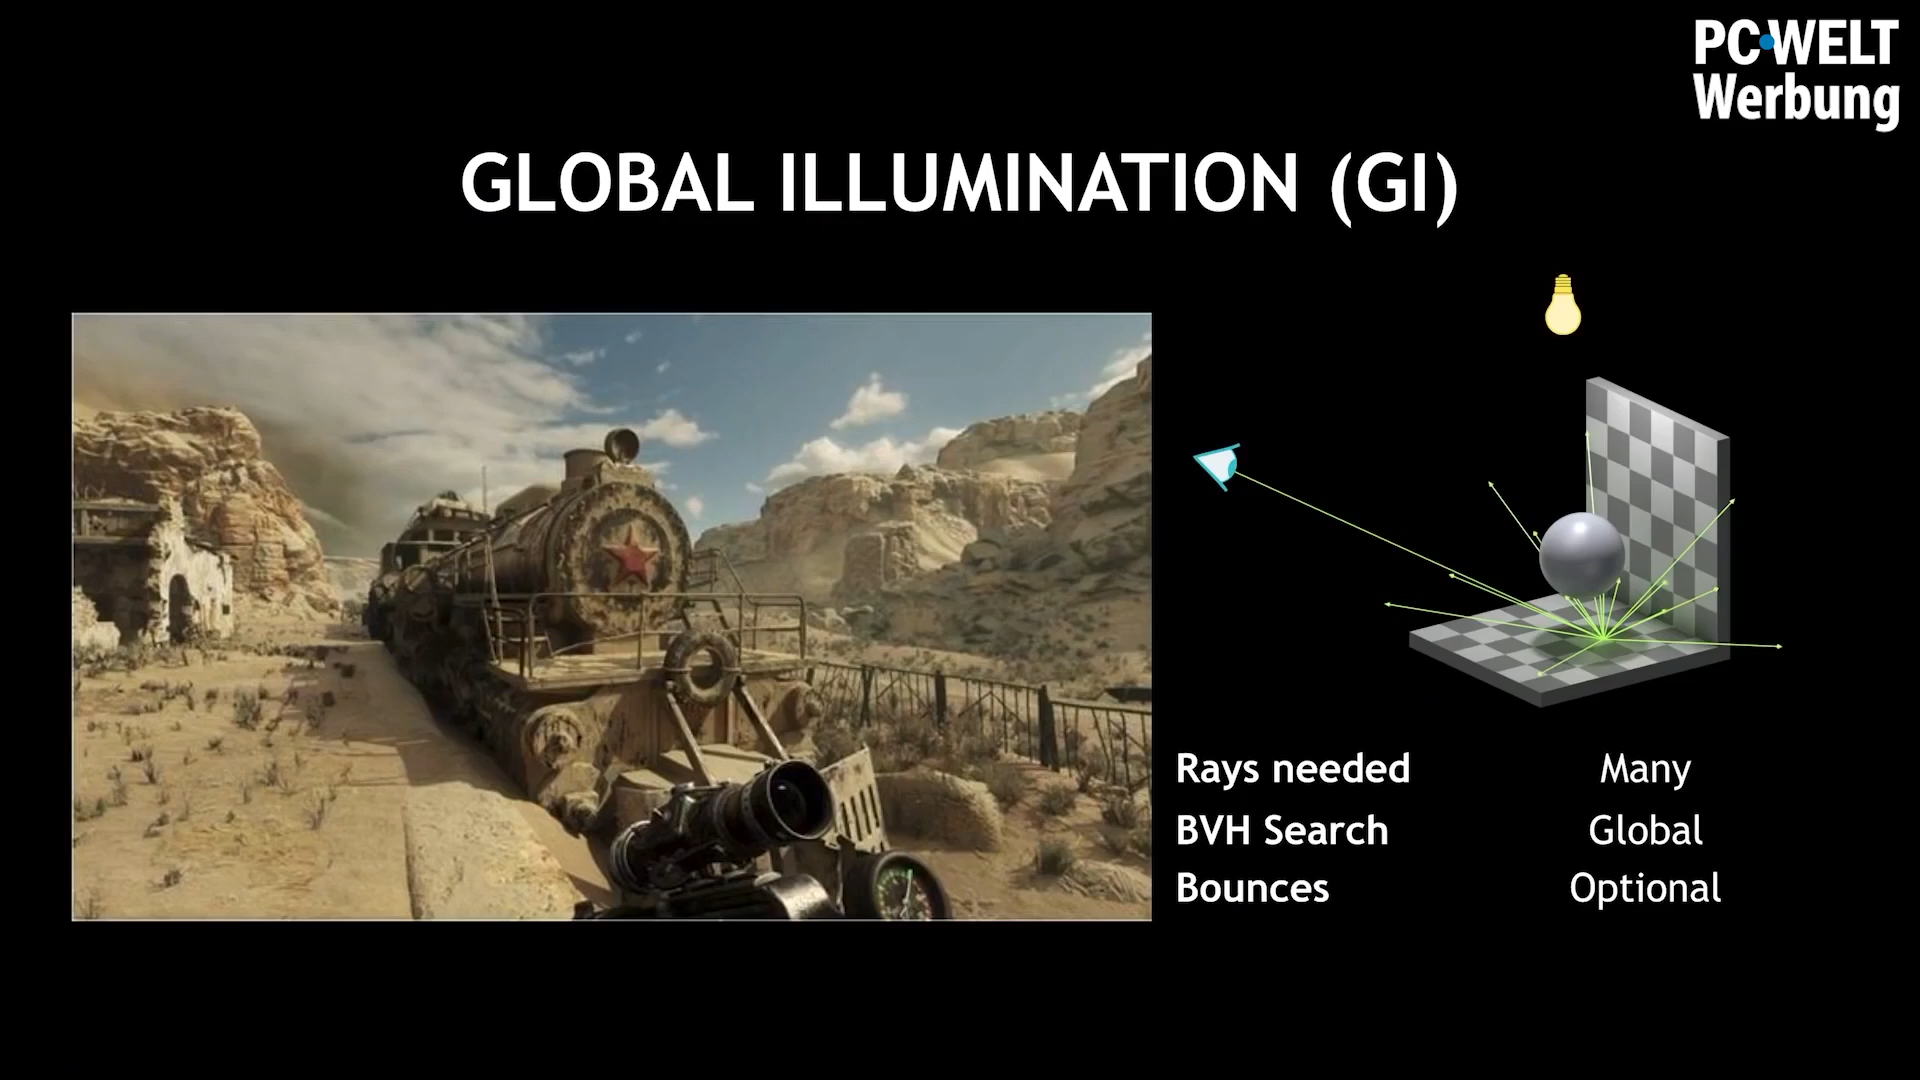 PC WELT
Werbung
GLOBAL ILLUMINATION (GI)
Rays needed Many
BVH Search Global
Bounces Optional